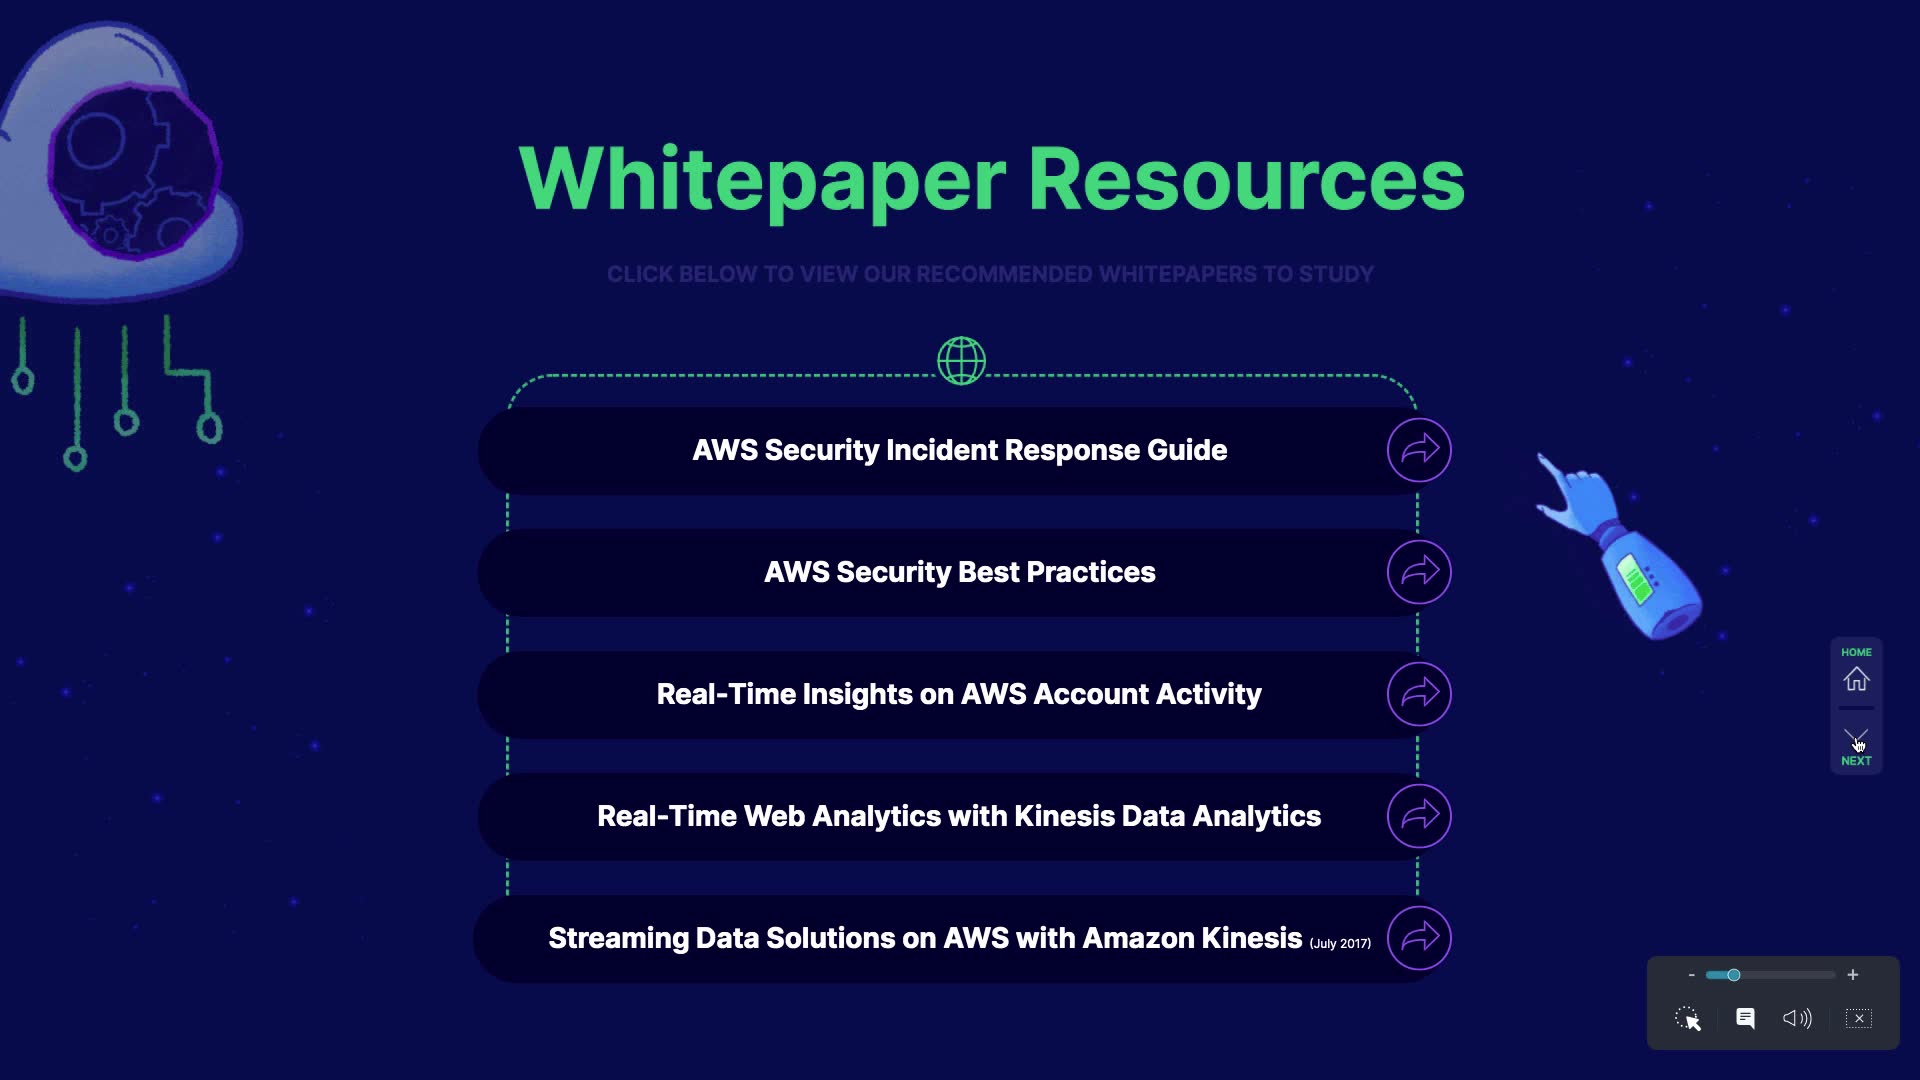 Whitepaper Resources
CLICK BELOW TO VIEW OUR RECOMMENDED WHITEPAPERS TO STUDY
AWS Security Incident Response Guide
AWS Security Best Practices
Real-Time Insights on AWS Account Activity
Real-Time Web Analytics with Kinesis Data Analytics
Streaming Data Solutions on AWS with Amazon Kinesis (July 2017)
HOME
NEXT